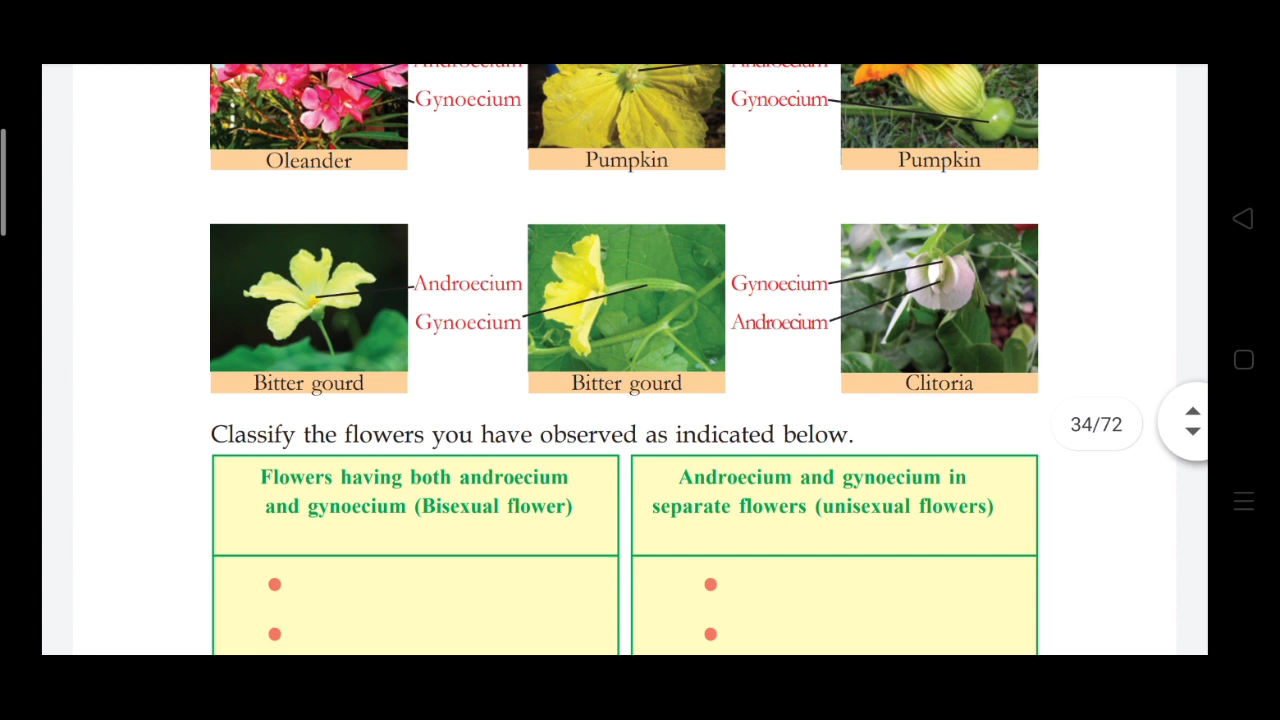 Androecium
Androecium
Gynoecium
Gynoecium
Oleander
Pumpkin
Pumpkin
Androecium
Gynoecium
Gynoecium
Androecium
Bitter gourd
Bitter gourd
Clitoria
34/72
Classify the flowers you have observed as indicated below.
Flowers having both androecium
and gynoecium (Bisexual flower)
Androecium and gynoecium in
separate flowers (unisexual flowers)